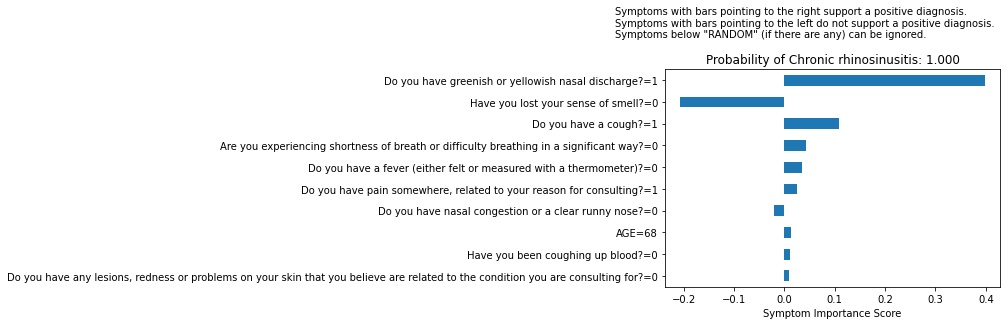 Symptoms with bars pointing to the right support a positive diagnosis.
Symptoms with bars pointing to the left do not support a positive diagnosis.
Symptoms below "RANDOM" (if there are any) can be ignored.
Probability of Chronic rhinosinusitis: 1.000
Do you have greenish or yellowish nasal discharge?=1
Have you lost your sense of smell?=0
Do you have a cough?=1
Are you experiencing shortness of breath or difficulty breathing in a significant way?=0
Do you have a fever (either felt or measured with a thermometer)?=0
Do you have pain somewhere, related to your reason for consulting?=1
Do you have nasal congestion or a clear runny nose?=0
AGE=68
Have you been coughing up blood?=0
Do you have any lesions, redness or problems on your skin that you believe are related to the condition you are consulting for?=0
−0.2 −0.1 0.0 0.1 0.2 0.3 0.4
Symptom Importance Score